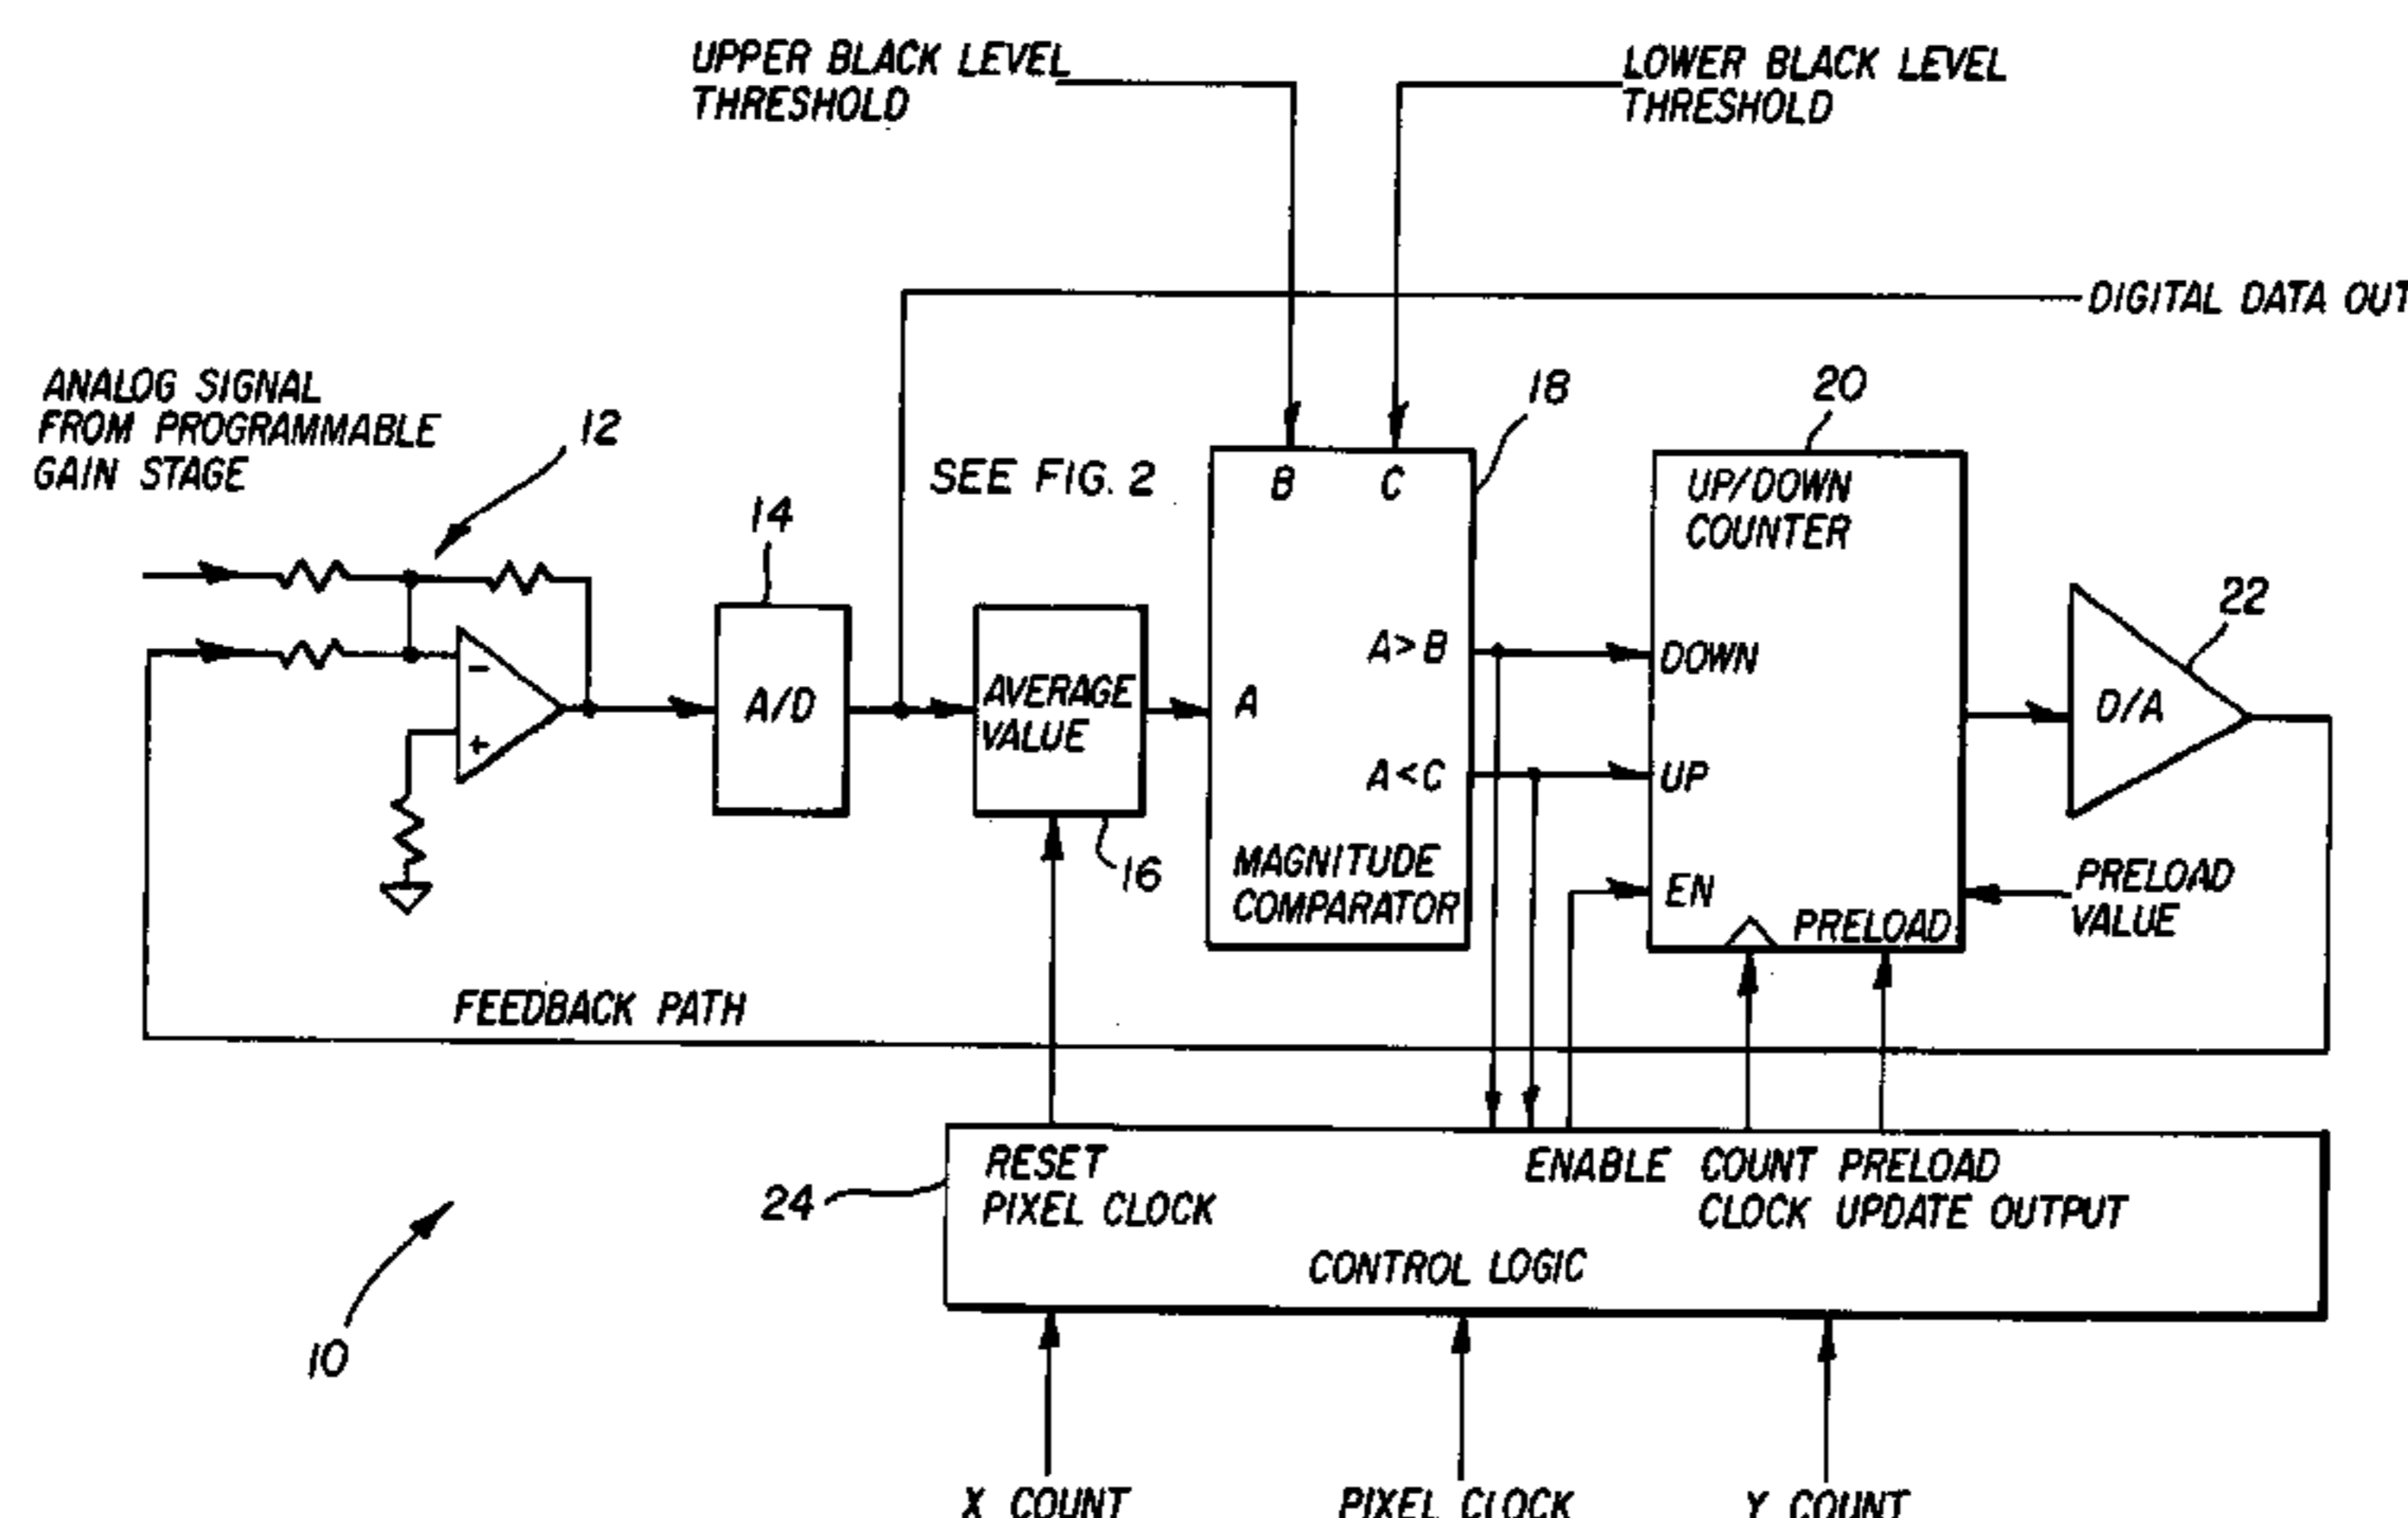 UPPER BLACK LEVEL
THRESHOLD
LOWER BLACK LEVEL
THRESHOLD
DIGITAL DATA OUT
ANALOG SIGNAL
FROM PROGRAMMABLE
GAIN STAGE
12
SEE FIG. 2
14
18
20
22
B C
UP/DOWN
COUNTER
A>B
DOWN
-
+
A/D
AVERAGE
VALUE
A
D/A
A<C
UP
16
MAGNITUDE
COMPARATOR
EN
PRELOAD
PRELOAD
VALUE
FEEDBACK PATH
24
RESET
PIXEL CLOCK
ENABLE COUNT PRELOAD
CLOCK UPDATE OUTPUT
CONTROL LOGIC
10
X COUNT
PIXEL CLOCK
Y COUNT